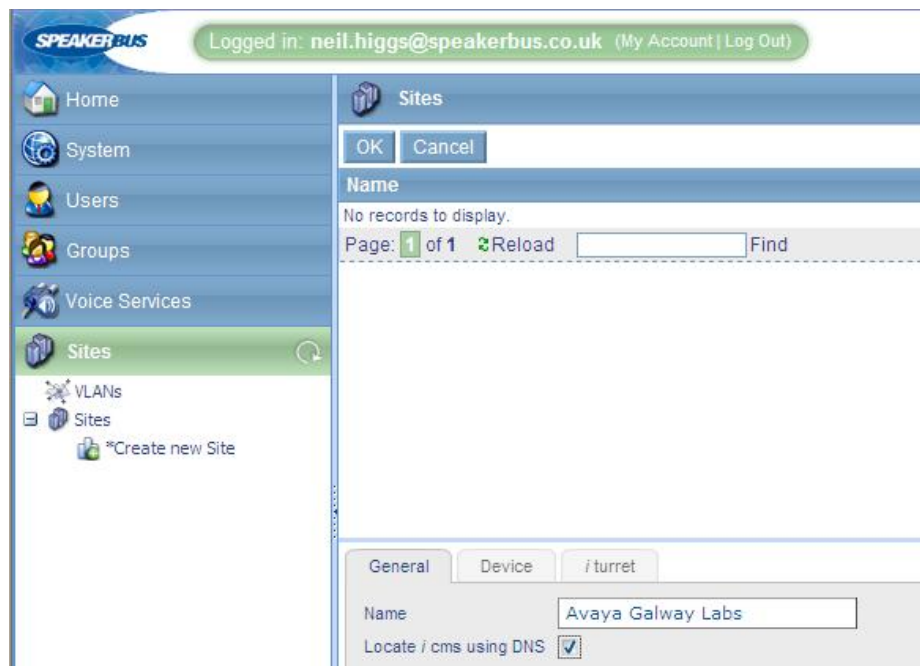 SPEAKERBUS
Logged in: neil.higgs@speakerbus.co.uk (My Account | Log Out)
Home
System
Users
Groups
Voice Services
Sites
VLANs
Sites
*Create new Site
Sites
OK Cancel
Name
No records to display.
Page: 1 of 1 Reload Find
General Device i turret
Name Avaya Galway Labs
Locate i cms using DNS